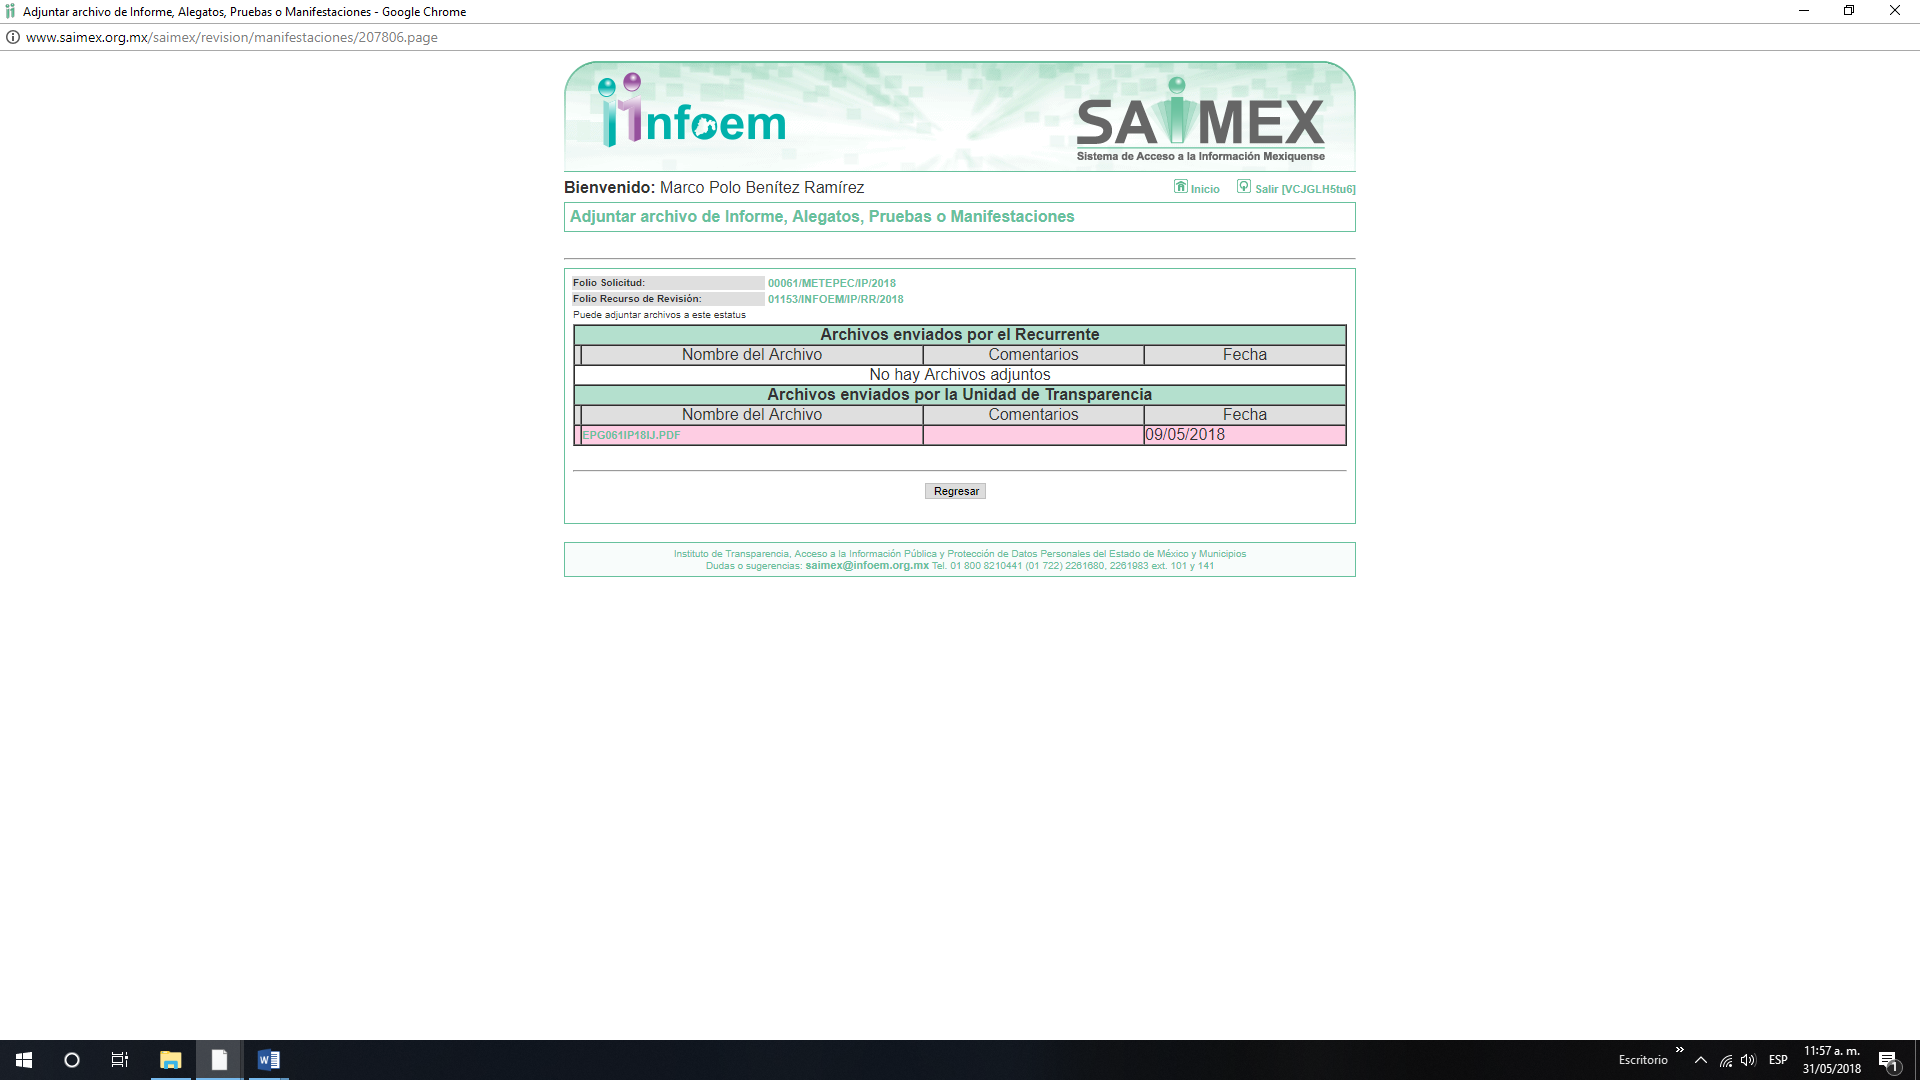 Adjuntar archivo de Informe, Alegatos, Pruebas o Manifestaciones - Google Chrome
www.saimex.org.mx/saimex/revision/manifestaciones/207806.page
infoem
SAIMEX
Sistema de Acceso a la Información Mexiquense
Bienvenido: Marco Polo Benítez Ramírez
Inicio Salir [VCJGLH5tu6]
Adjuntar archivo de Informe, Alegatos, Pruebas o Manifestaciones
Folio Solicitud: 00061/METEPEC/IP/2018
Folio Recurso de Revisión: 01153/INFOEM/IP/RR/2018
Puede adjuntar archivos a este estatus
Archivos enviados por el Recurrente
Nombre del Archivo Comentarios Fecha
No hay Archivos adjuntos
Archivos enviados por la Unidad de Transparencia
Nombre del Archivo Comentarios Fecha
EPG061IP18IJ.PDF 09/05/2018
Regresar
Instituto de Transparencia, Acceso a la Información Pública y Protección de Datos Personales del Estado de México y Municipios
Dudas o sugerencias: saimex@infoem.org.mx Tel. 01 800 8210441 (01 722) 2261680, 2261983 ext. 101 y 141
Escritorio » ESP 11:57 a. m.
31/05/2018
1